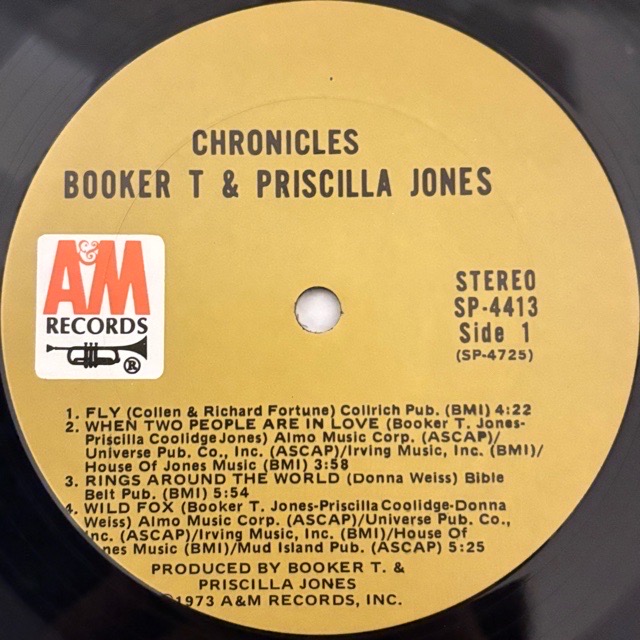 CHRONICLES
BOOKER T & PRISCILLA JONES
A&M
RECORDS
®
STEREO
SP-4413
Side 1
(SP-4725)
1. FLY (Collen & Richard Fortune) Collrich Pub. (BMI) 4:22
2. WHEN TWO PEOPLE ARE IN LOVE (Booker T. Jones-
Priscilla Coolidge Jones) Almo Music Corp. (ASCAP)/
Universe Pub. Co., Inc. (ASCAP)/Irving Music, Inc. (BMI)/
House Of Jones Music (BMI) 3:58
3. RINGS AROUND THE WORLD (Donna Weiss) Bible
Belt Pub. (BMI) 5:54
4. WILD FOX (Booker T. Jones-Priscilla Coolidge-Donna
Weiss) Almo Music Corp. (ASCAP)/Universe Pub. Co.,
Inc. (ASCAP)/Irving Music, Inc. (BMI)/House Of
Jones Music (BMI)/Mud Island Pub. (ASCAP) 5:25
PRODUCED BY BOOKER T. &
PRISCILLA JONES
©1973 A&M RECORDS, INC.